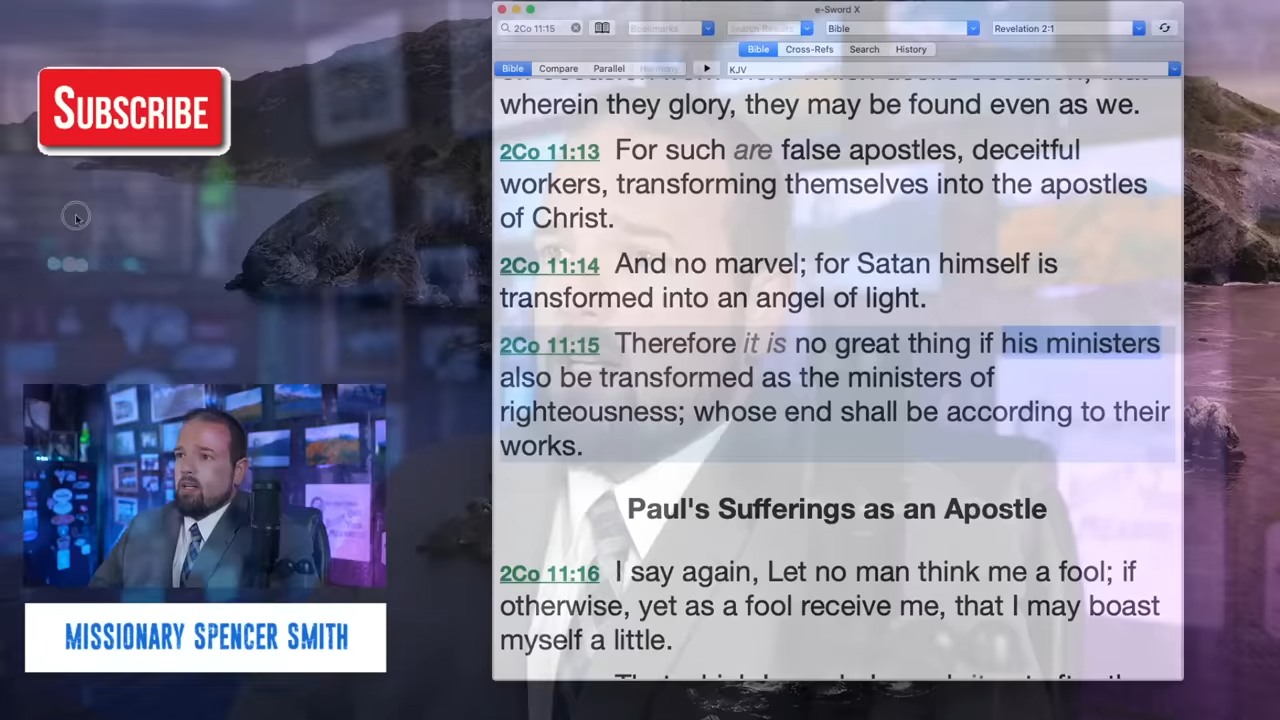 SUBSCRIBE
MISSIONARY SPENCER SMITH
e-Sword X
2Co 11:15
Bookmarks
Search Results
Bible
Revelation 2:1
Bible Cross-Refs Search History
Bible Compare Parallel Harmony KJV
wherein they glory, they may be found even as we.
2Co 11:13 For such are false apostles, deceitful
workers, transforming themselves into the apostles
of Christ.
2Co 11:14 And no marvel; for Satan himself is
transformed into an angel of light.
2Co 11:15 Therefore it is no great thing if his ministers
also be transformed as the ministers of
righteousness; whose end shall be according to their
works.
Paul's Sufferings as an Apostle
2Co 11:16 I say again, Let no man think me a fool; if
otherwise, yet as a fool receive me, that I may boast
myself a little.